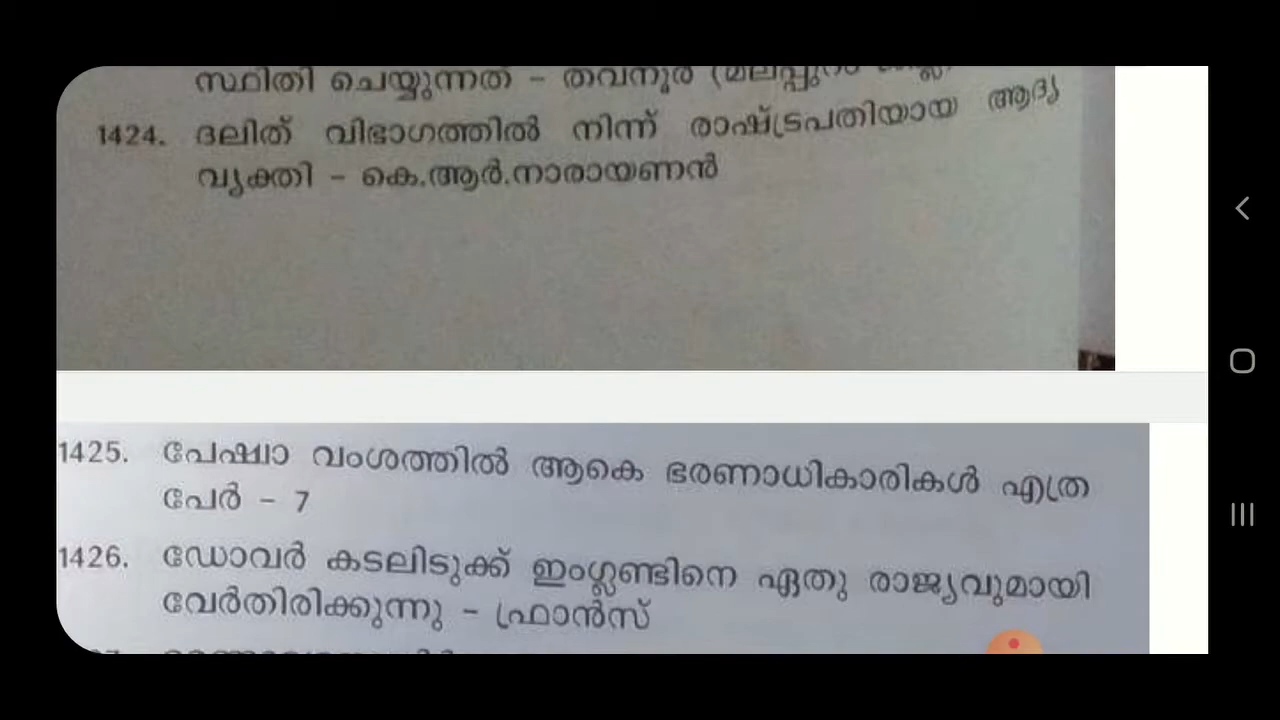 സ്ഥിതി ചെയ്യുന്നത് – തവനൂർ (മലപ്പുറം
1424. ദലിത് വിഭാഗത്തിൽ നിന്ന് രാഷ്ട്രപതിയായ ആദ്യ
വ്യക്തി – കെ.ആർ.നാരായണൻ
1425. പേഷ്വാ വംശത്തിൽ ആകെ ഭരണാധികാരികൾ എത്ര
പേർ – 7
1426. ഡോവർ കടലിടുക്ക് ഇംഗ്ലണ്ടിനെ ഏതു രാജ്യവുമായി
വേർതിരിക്കുന്നു – ഫ്രാൻസ്